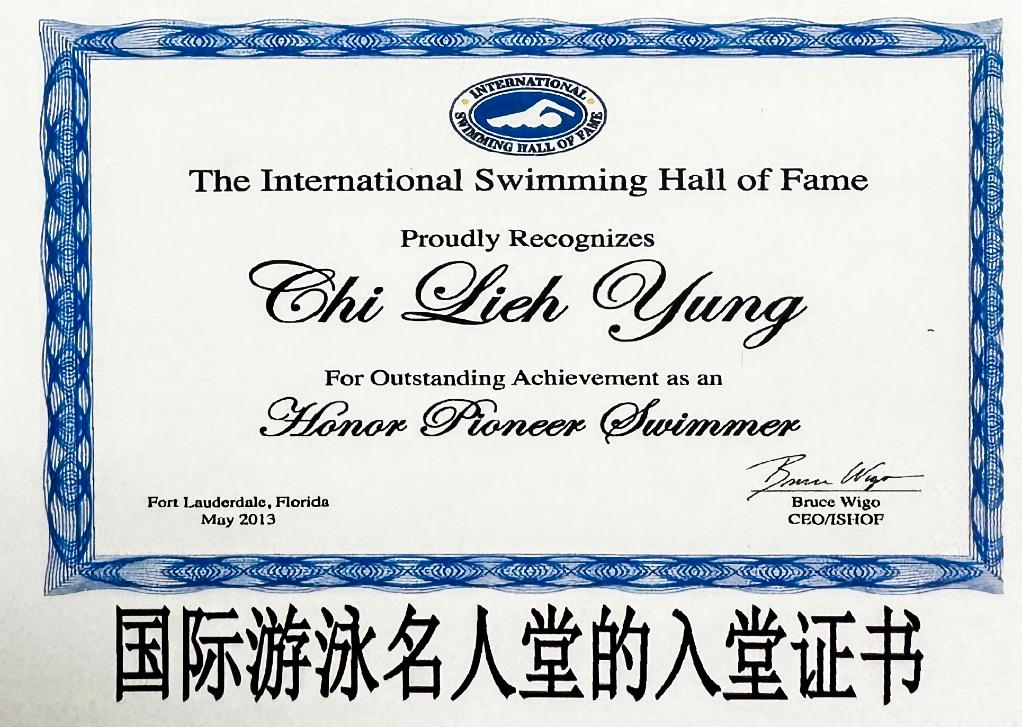 INTERNATIONAL
SWIMMING HALL OF FAME
The International Swimming Hall of Fame
Proudly Recognizes
Chi Lieh Yung
For Outstanding Achievement as an
Honor Pioneer Swimmer
Bruce Wigo
Fort Lauderdale, Florida
May 2013
Bruce Wigo
CEO/ISHOF
国际游泳名人堂的入堂证书